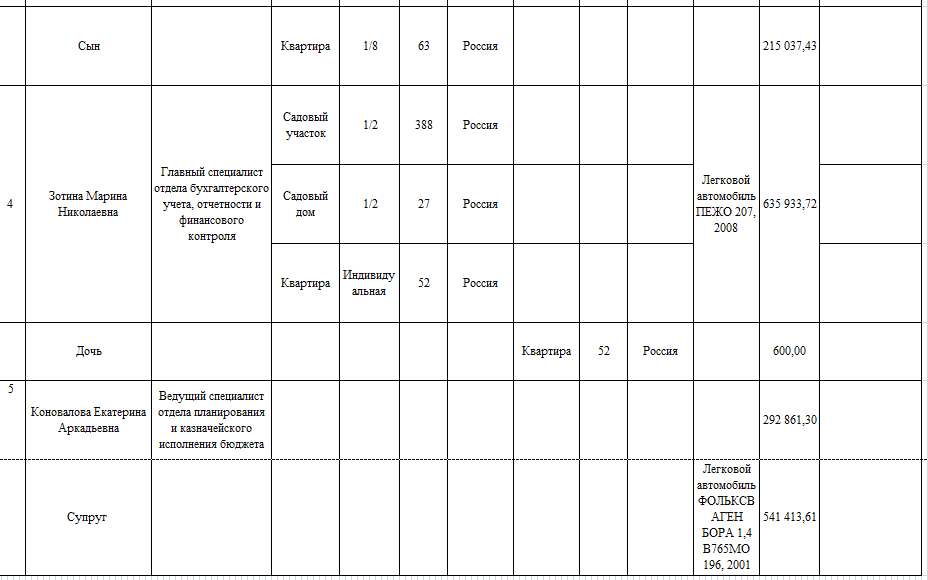 Сын
Квартира
1/8
63
Россия
215 037,43
4
Зотина Марина
Николаевна
Главный специалист
отдела бухгалтерского
учета, отчетности и
финансового
контроля
Садовый
участок
1/2
388
Россия
Садовый
дом
1/2
27
Россия
Квартира
Индивиду
альная
52
Россия
Легковой
автомобиль
ПЕЖО 207,
2008
635 933,72
Дочь
Квартира
52
Россия
600,00
5
Коновалова Екатерина
Аркадьевна
Ведущий специалист
отдела планирования
и казначейского
исполнения бюджета
292 861,30
Супруг
Легковой
автомобиль
ФОЛЬКСВ
АГЕН
БОРА 1,4
В765МО
196, 2001
541 413,61